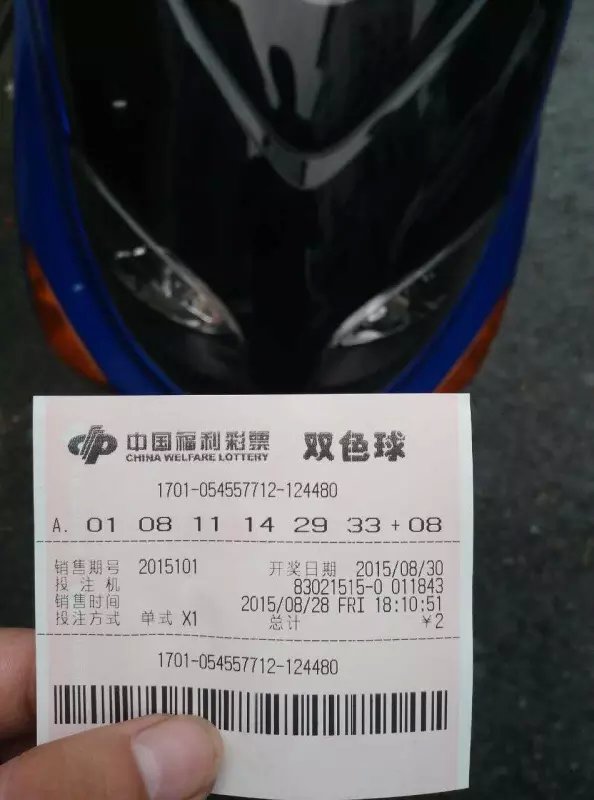 中国福利彩票 双色球
CHINA WELFARE LOTTERY
1701-054557712-124480
A. 01 08 11 14 29 33 + 08
销售期号 2015101 开奖日期 2015/08/30
投注机 83021515-0 011843
销售时间 2015/08/28 FRI 18:10:51
投注方式 单式 X1 总计 ¥2
1701-054557712-124480